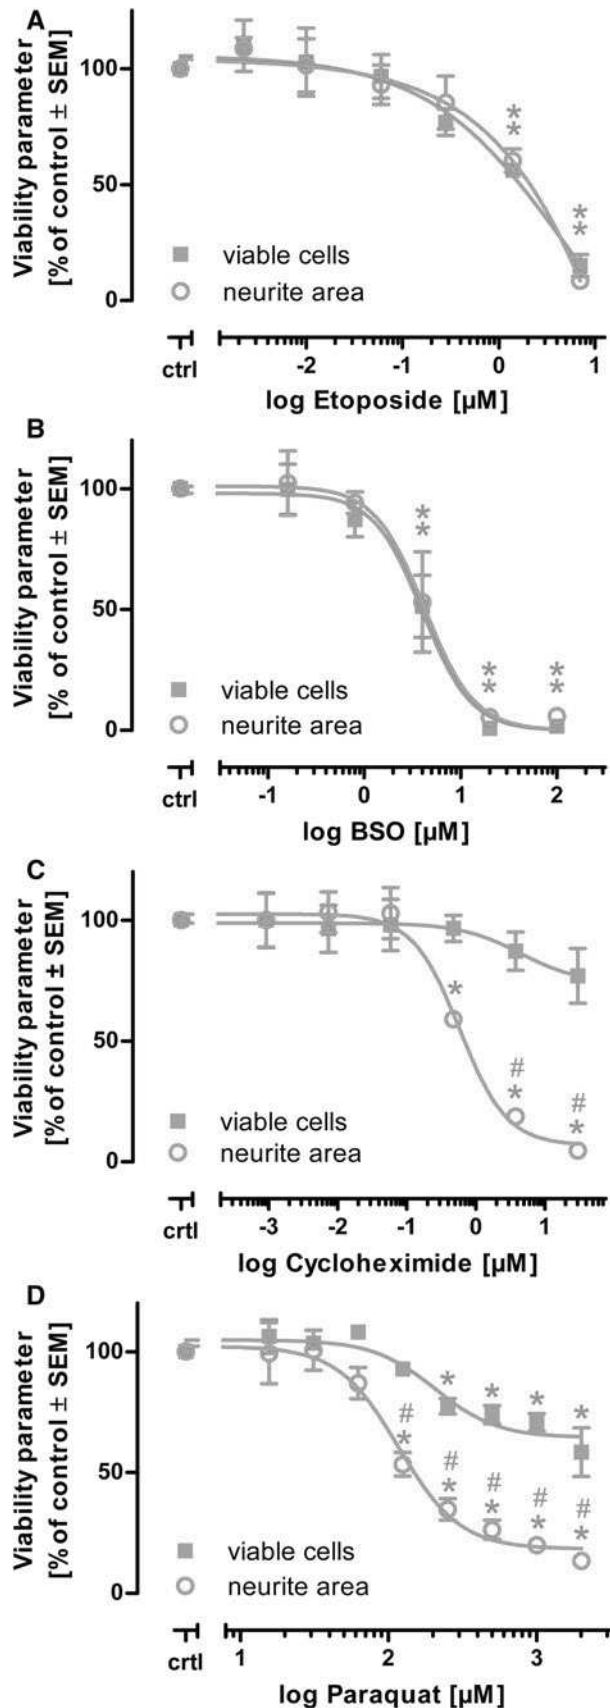 A
Viability parameter
[% of control ± SEM]
100
50
0
* *
* *
viable cells
neurite area
ctrl
-2
-1
0
1
log Etoposide [µM]
B
Viability parameter
[% of control ± SEM]
100
50
0
* *
* *
* *
viable cells
neurite area
ctrl
-1
0
1
2
log BSO [µM]
C
Viability parameter
[% of control ± SEM]
100
50
0
*
#
*
#
*
viable cells
neurite area
crtl
-3
-2
-1
0
1
log Cycloheximide [µM]
D
Viability parameter
[% of control ± SEM]
100
50
0
* * * *
#
*
#
*
#
*
#
*
#
*
viable cells
neurite area
crtl
1
2
3
log Paraquat [µM]